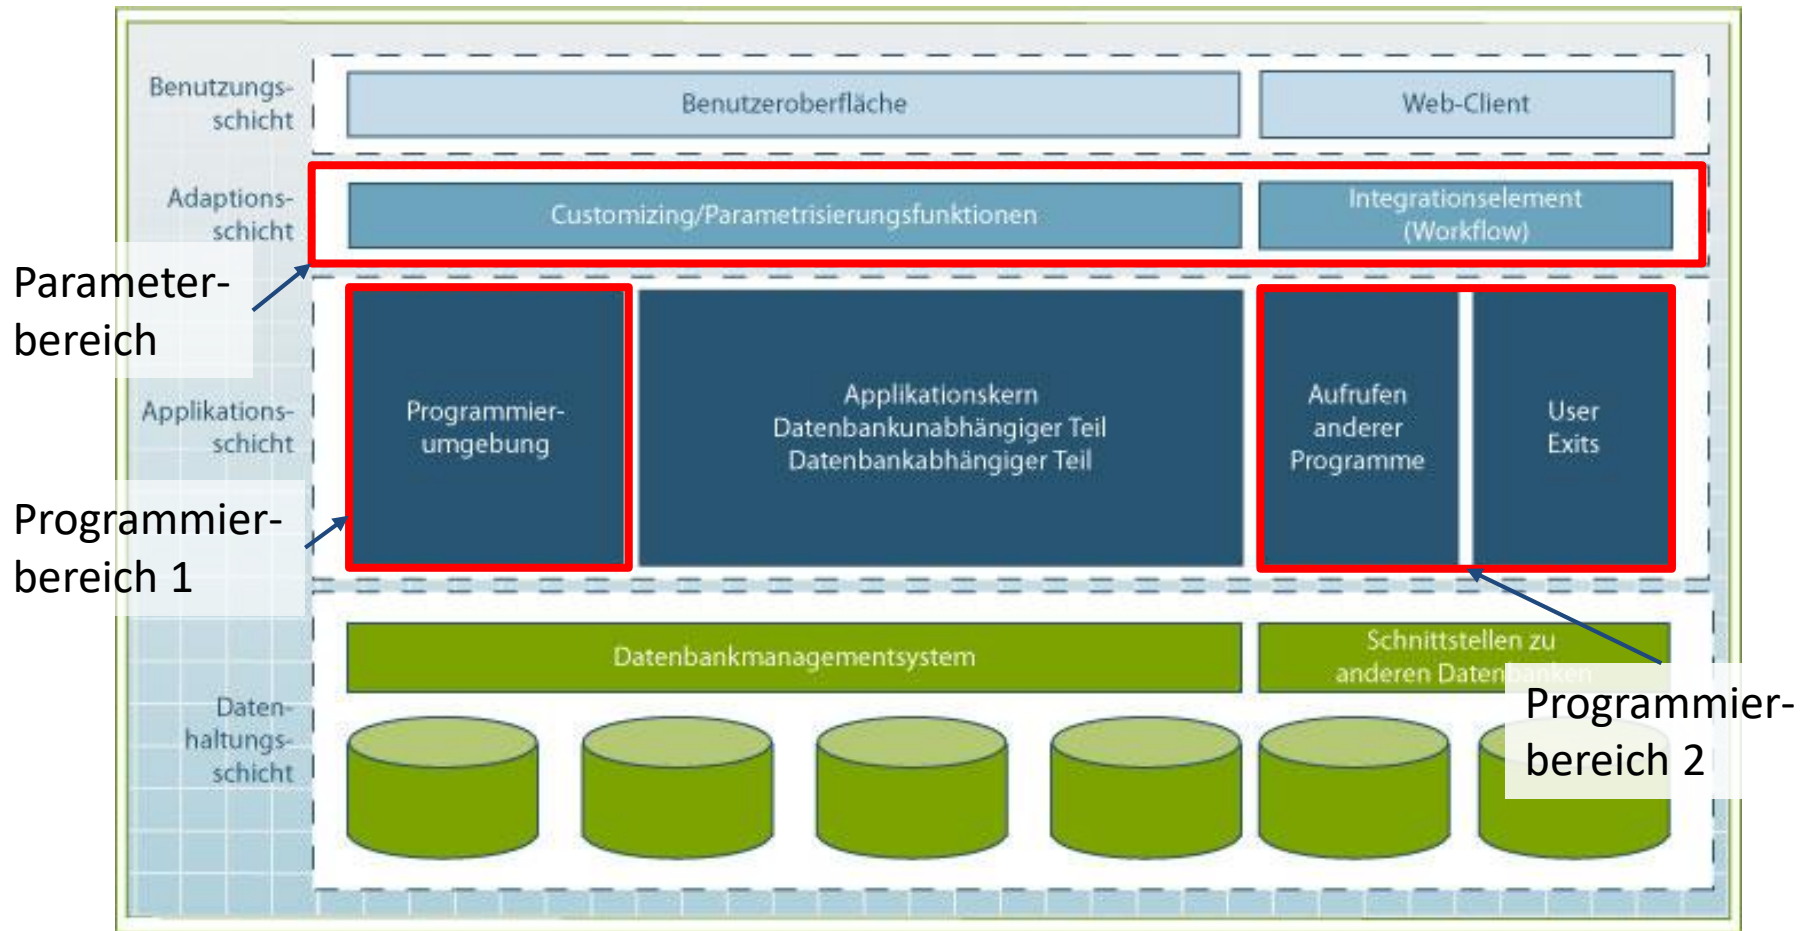 Benutzungs-
schicht
Benutzeroberfläche
Web-Client
Adaptions-
schicht
Customizing/Parametrisierungsfunktionen
Integrationselement
(Workflow)
Parameter-
bereich
Applikations-
schicht
Programmier-
umgebung
Applikationskern
Datenbankunabhängiger Teil
Datenbankabhängiger Teil
Aufrufen
anderer
Programme
User
Exits
Programmier-
bereich 1
Daten-
haltungs-
schicht
Datenbankmanagementsystem
Schnittstellen zu
anderen Datenbanken
Programmier-
bereich 2